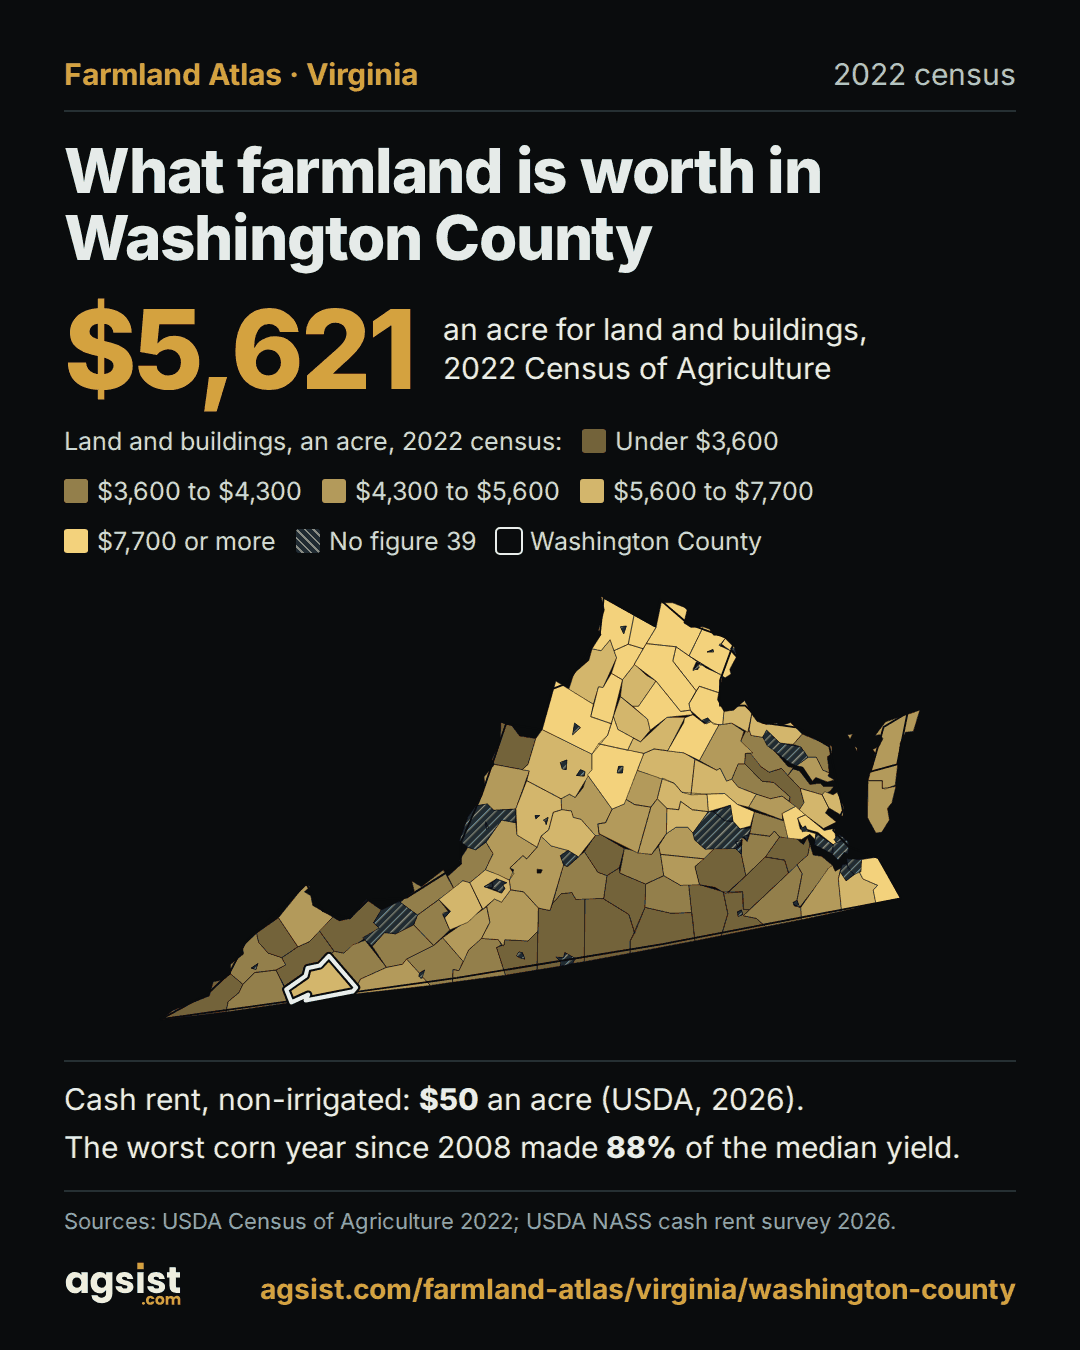 Farmland Atlas · Virginia
2022 census
What farmland is worth in
Washington County
$5,621
an acre for land and buildings,
2022 Census of Agriculture
Land and buildings, an acre, 2022 census: Under $3,600
$3,600 to $4,300 $4,300 to $5,600 $5,600 to $7,700
$7,700 or more No figure 39 Washington County
Cash rent, non-irrigated: $50 an acre (USDA, 2026).
The worst corn year since 2008 made 88% of the median yield.
Sources: USDA Census of Agriculture 2022; USDA NASS cash rent survey 2026.
agsist
.com
agsist.com/farmland-atlas/virginia/washington-county